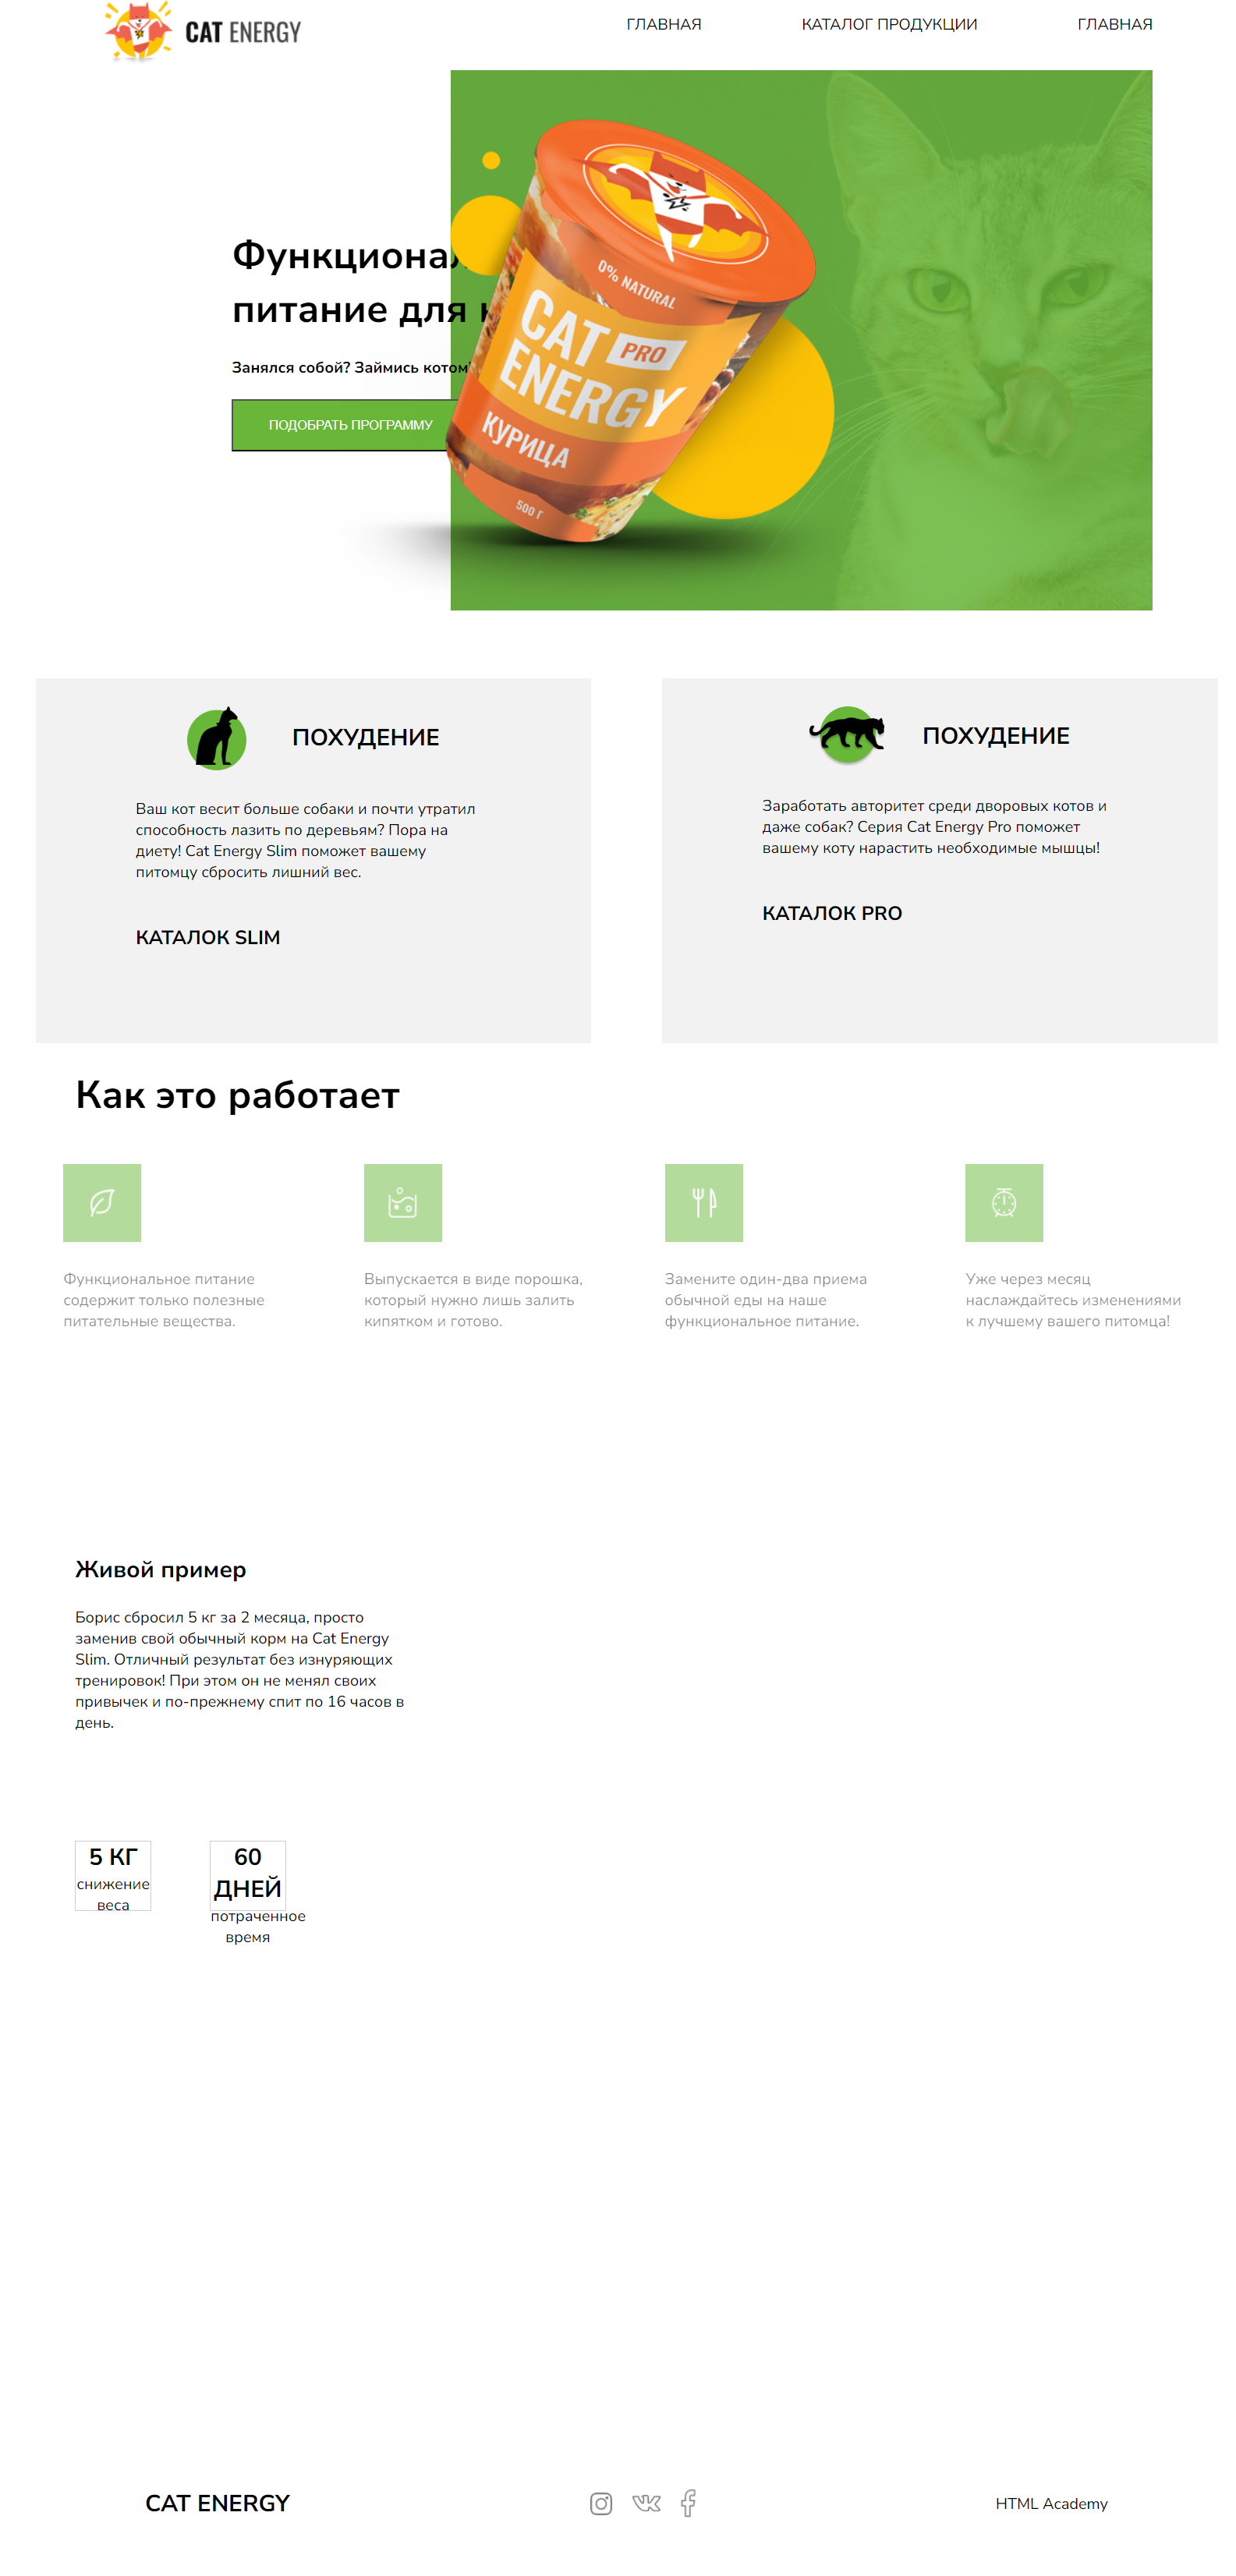 CAT ENERGY
ГЛАВНАЯ
КАТАЛОГ ПРОДУКЦИИ
ГЛАВНАЯ
Функционал
питание для к
Занялся собой? Займись котом!
ПОДОБРАТЬ ПРОГРАММУ
0% NATURAL
CAT PRO
ENERGY
КУРИЦА
500 Г
ПОХУДЕНИЕ
Ваш кот весит больше собаки и почти утратил
способность лазить по деревьям? Пора на
диету! Cat Energy Slim поможет вашему
питомцу сбросить лишний вес.
КАТАЛОК SLIM
ПОХУДЕНИЕ
Заработать авторитет среди дворовых котов и
даже собак? Серия Cat Energy Pro поможет
вашему коту нарастить необходимые мышцы!
КАТАЛОК PRO
Как это работает
Функциональное питание
содержит только полезные
питательные вещества.
Выпускается в виде порошка,
который нужно лишь залить
кипятком и готово.
Замените один-два приема
обычной еды на наше
функциональное питание.
Уже через месяц
наслаждайтесь изменениями
к лучшему вашего питомца!
Живой пример
Борис сбросил 5 кг за 2 месяца, просто
заменив свой обычный корм на Cat Energy
Slim. Отличный результат без изнуряющих
тренировок! При этом он не менял своих
привычек и по-прежнему спит по 16 часов в
день.
5 КГ
снижение
веса
60
ДНЕЙ
потраченное
время
CAT ENERGY
HTML Academy